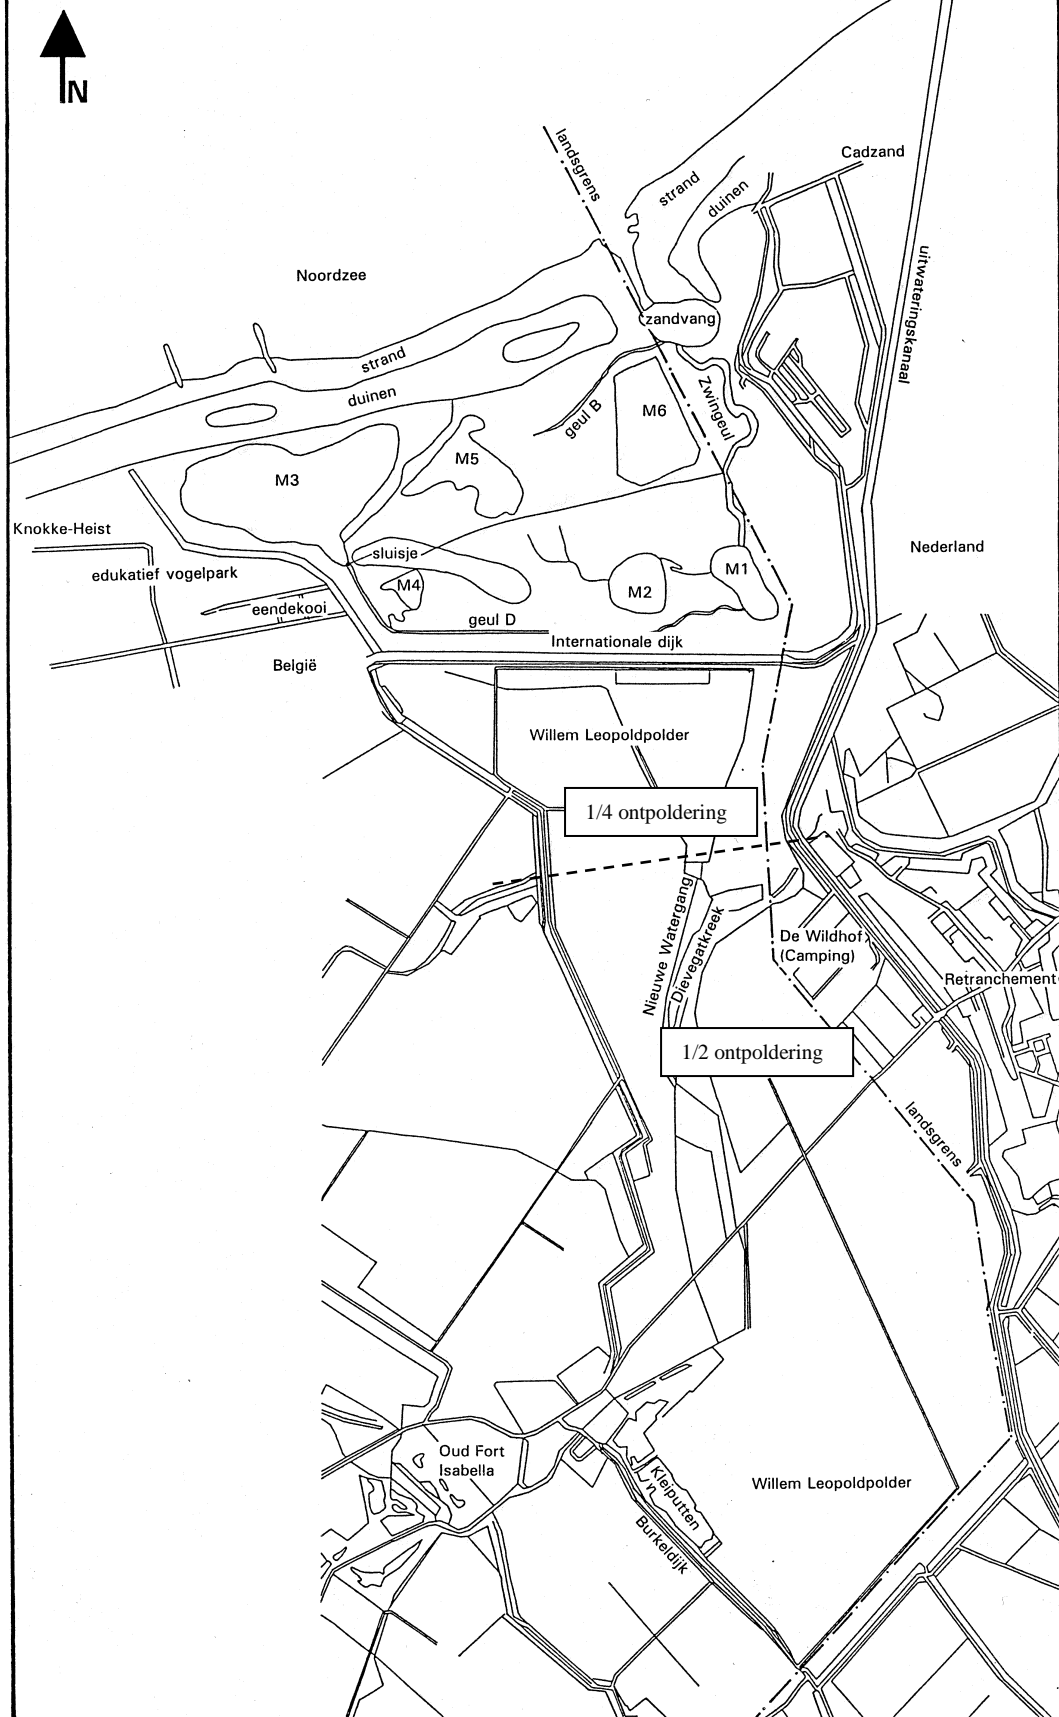 N
landsgrens
Cadzand
strand
duinen
uitwateringskanaal
Noordzee
zandvang
strand
duinen
geul B
M6
Zwingeul
M5
M3
Knokke-Heist
sluisje
Nederland
edukatief vogelpark
M4
M2
M1
eendekooi
geul D
Internationale dijk
België
Willem Leopoldpolder
1/4 ontpoldering
Nieuwe Watergang
Dievegatkreek
De Wildhof
(Camping)
Retranchement
1/2 ontpoldering
landsgrens
Oud Fort
Isabella
Kleiputten
Willem Leopoldpolder
Burkeldijk